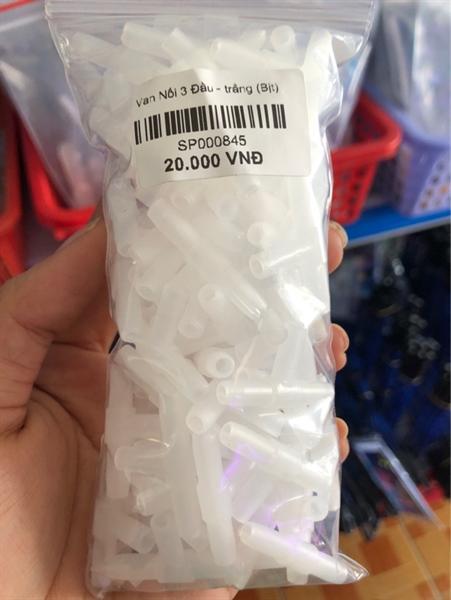 Van Nối 3 Đầu - trắng (Bịt)
SP000845
20.000 VNĐ